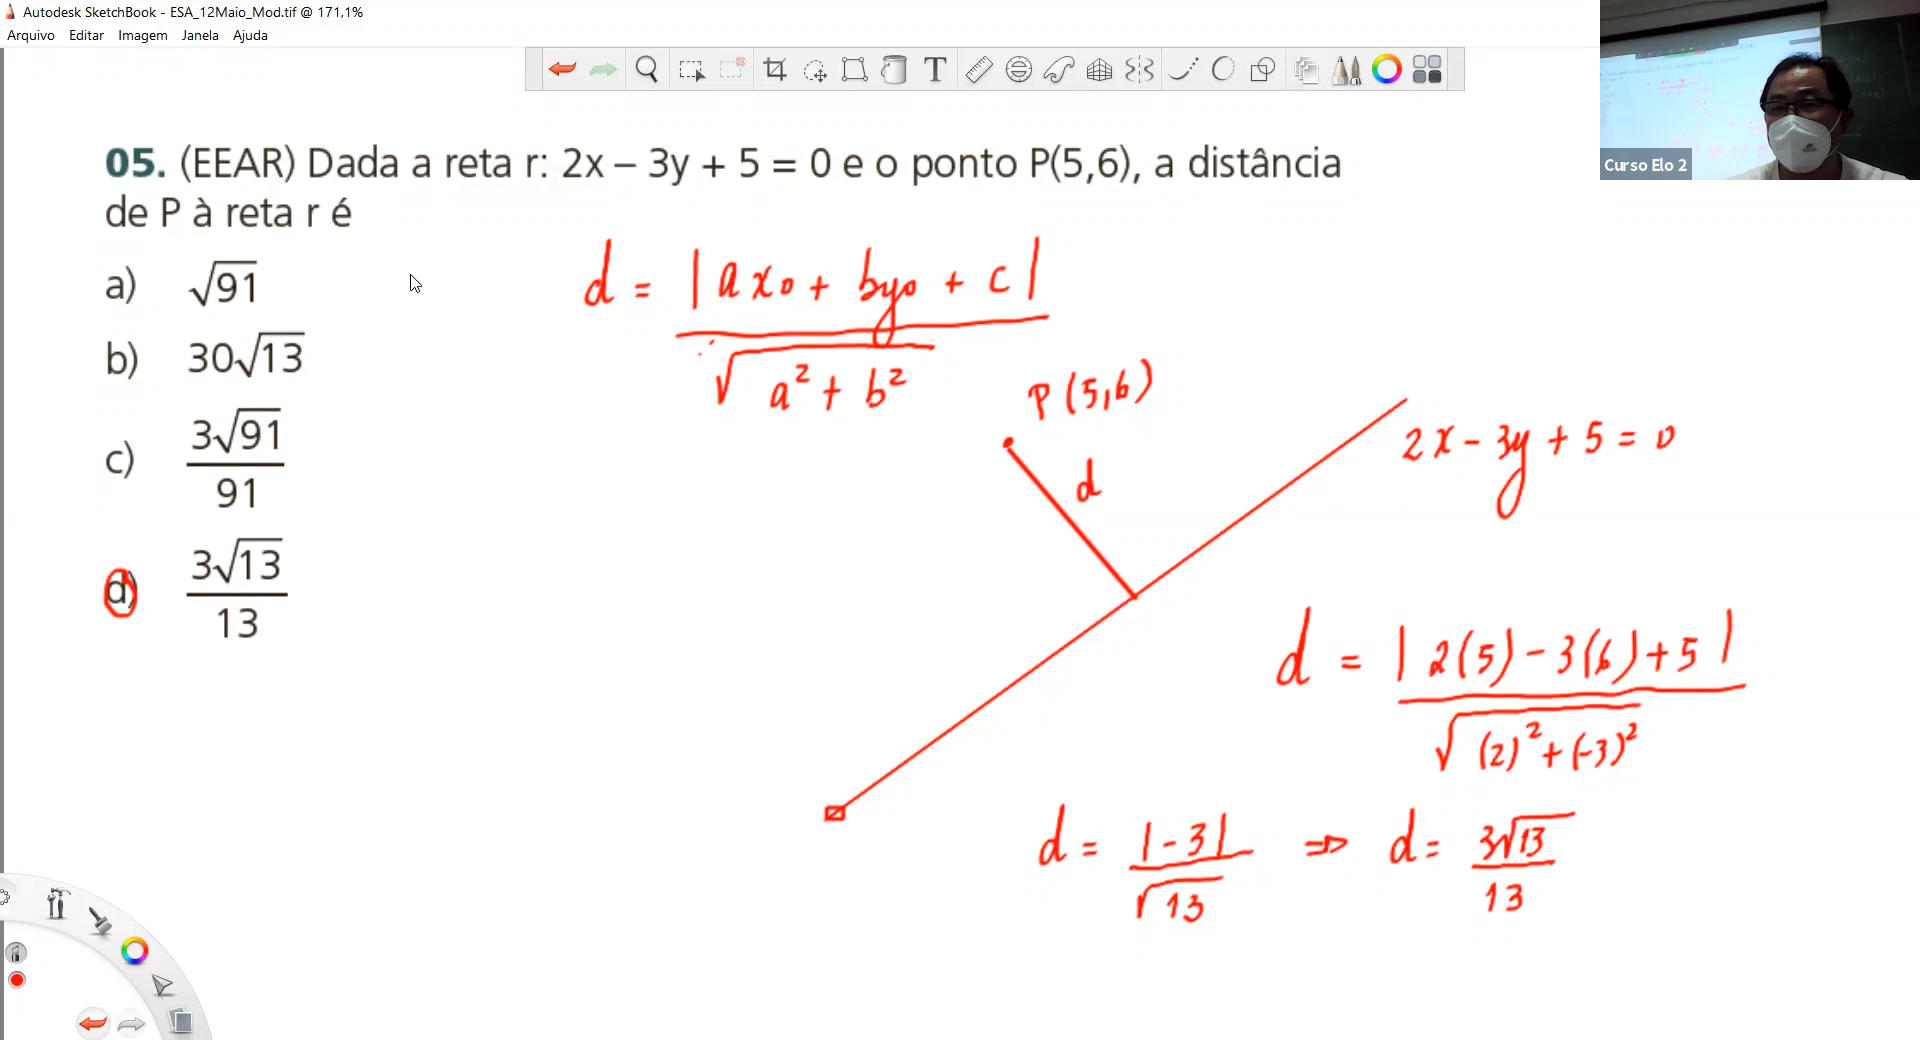 Autodesk SketchBook - ESA_12Maio_Mod.tif @ 171,1%
Arquivo Editar Imagem Janela Ajuda
T
Curso Elo 2
05. (EEAR) Dada a reta r: 2x – 3y + 5 = 0 e o ponto P(5,6), a distância
de P à reta r é
a) √91
b) 30√13
c) 3√91
91
d) 3√13
13
d = |ax0 + by0 + c|
√a² + b²
P(5,6)
d
2x - 3y + 5 = 0
d = |2(5) - 3(6) + 5|
√(2)² + (-3)²
d = |-3| ⇒ d = 3√13
√13 13